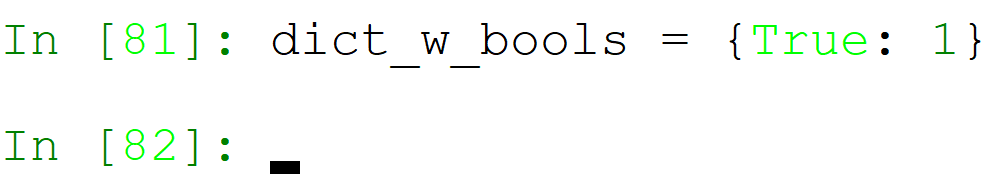 In [81]: dict_w_bools = {True: 1}
In [82]: